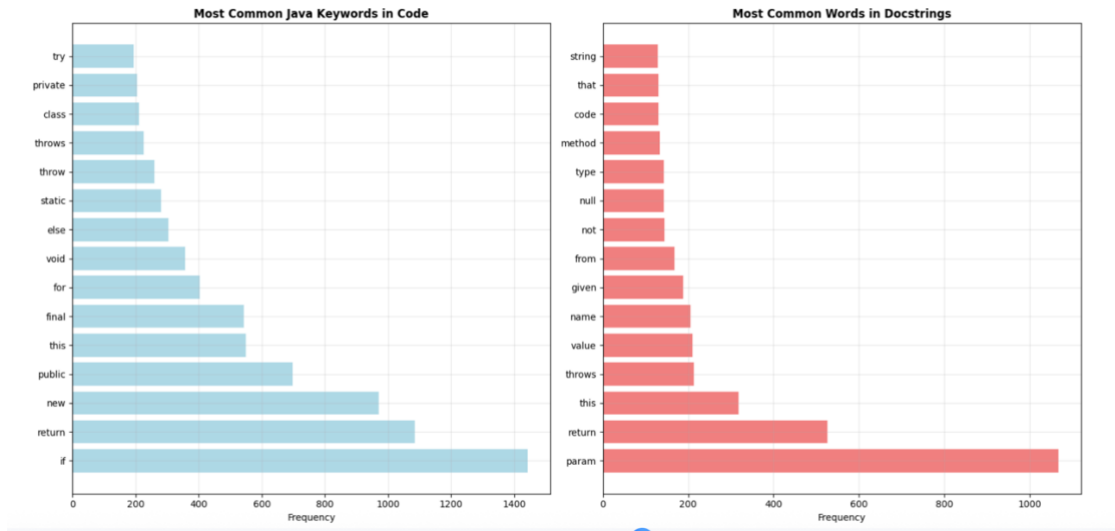 Most Common Java Keywords in Code
try
private
class
throws
throw
static
else
void
for
final
this
public
new
return
if
0 200 400 600 800 1000 1200 1400
Frequency
Most Common Words in Docstrings
string
that
code
method
type
null
not
from
given
name
value
throws
this
return
param
0 200 400 600 800 1000
Frequency